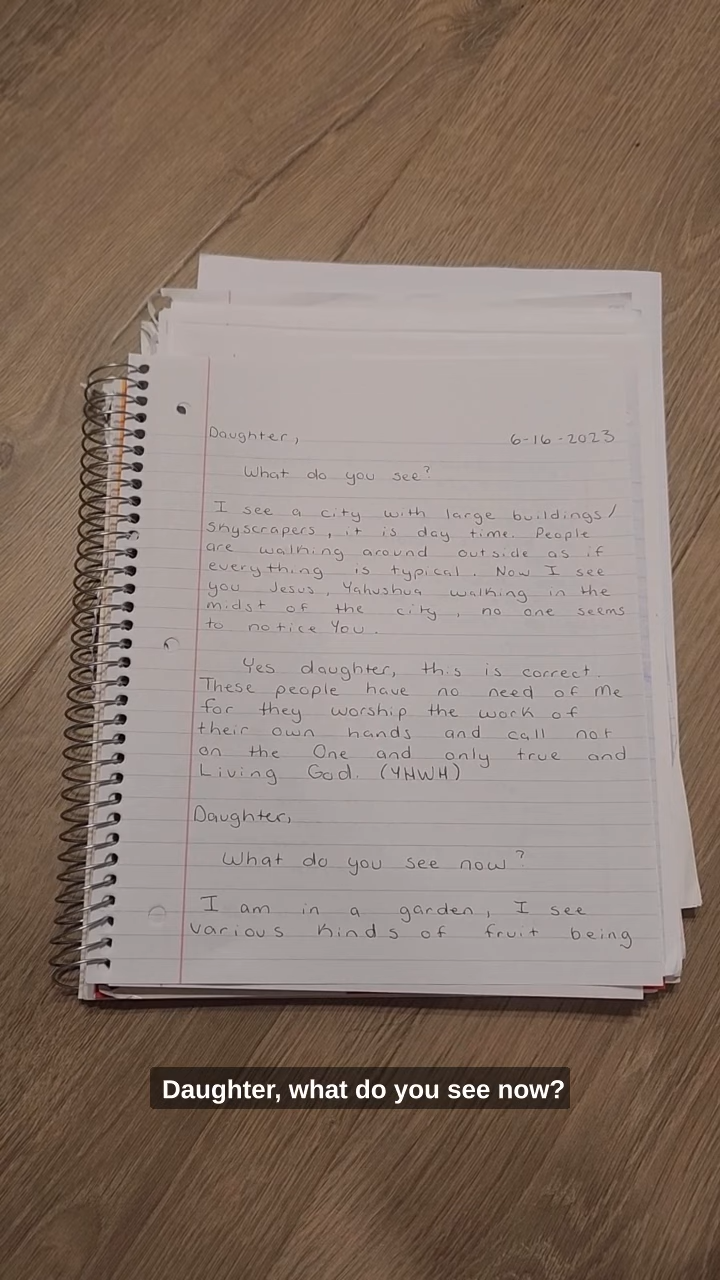 Daughter, 6-16-2023
What do you see?
I see a city with large buildings/
skyscrapers, it is day time. People
are walking around outside as if
everything is typical. Now I see
you Jesus, Yahushua walking in the
midst of the city, no one seems
to notice You.
Yes daughter, this is correct.
These people have no need of Me
for they worship the work of
their own hands and call not
on the One and only true and
Living God. (YHWH)
Daughter,
What do you see now?
I am in a garden, I see
various kinds of fruit being
Daughter, what do you see now?